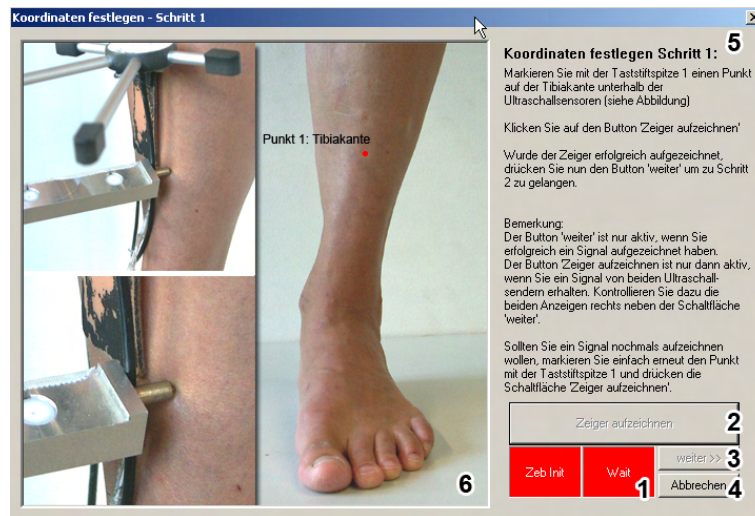 Koordinaten festlegen - Schritt 1
5
Koordinaten festlegen Schritt 1:
Markieren Sie mit der Taststiftspitze 1 einen Punkt
auf der Tibiakante unterhalb der
Ultraschallsensoren (siehe Abbildung)
Klicken Sie auf den Button 'Zeiger aufzeichnen'
Punkt 1: Tibiakante
Wurde der Zeiger erfolgreich aufgezeichnet,
drücken Sie nun den Button 'weiter' um zu Schritt
2 zu gelangen.
Bemerkung:
Der Button 'weiter' ist nur aktiv, wenn Sie
erfolgreich ein Signal aufgezeichnet haben.
Der Button 'Zeiger aufzeichnen ist nur dann aktiv,
wenn Sie ein Signal von beiden Ultraschall-
sendern erhalten. Kontrollieren Sie dazu die
beiden Anzeigen rechts neben der Schaltfläche
'weiter'.
Sollten Sie ein Signal nochmals aufzeichnen
wollen, markieren Sie einfach erneut den Punkt
mit der Taststiftspitze 1 und drücken die
Schaltfläche 'Zeiger aufzeichnen'.
Zeiger aufzeichnen 2
Zeb Init Wait 1
weiter >> 3
Abbrechen 4
6